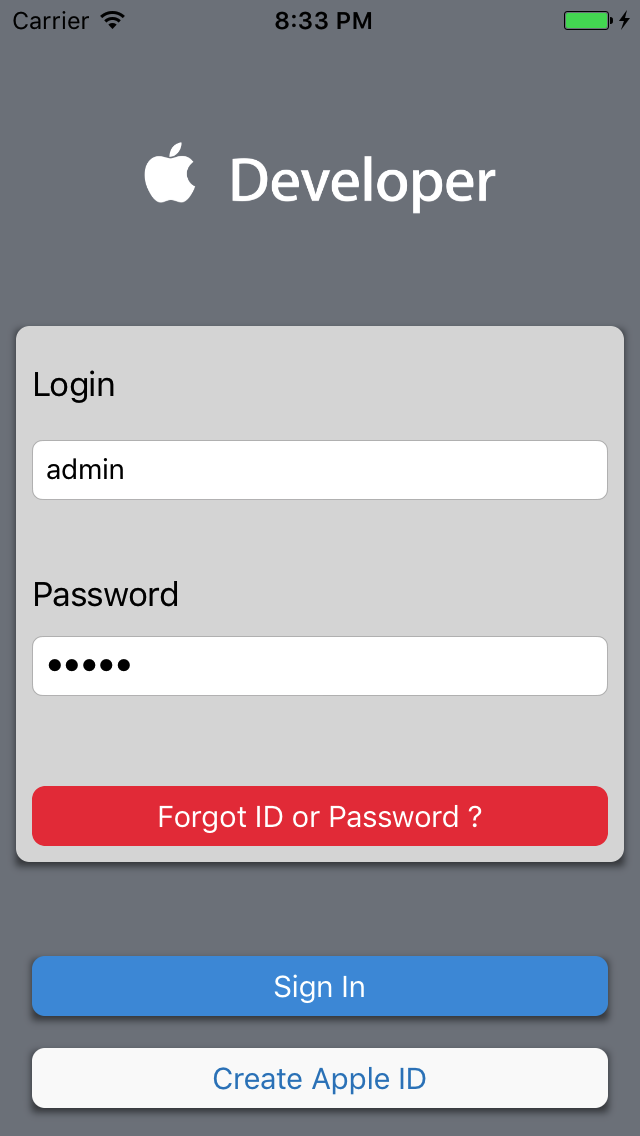 Carrier 8:33 PM
Developer
Login
admin
Password
•••••
Forgot ID or Password ?
Sign In
Create Apple ID